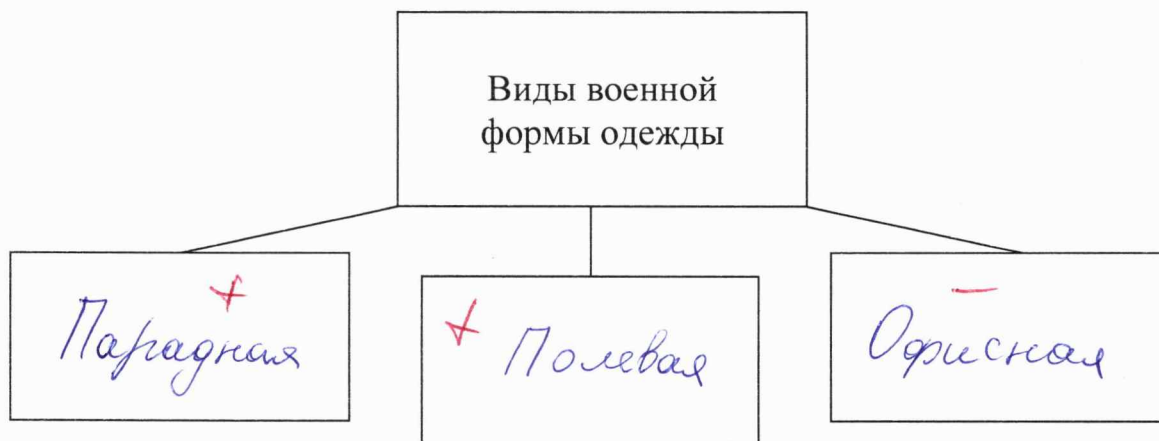 Виды военной
формы одежды
+
Парадная
+ Полевая
−
Офисная